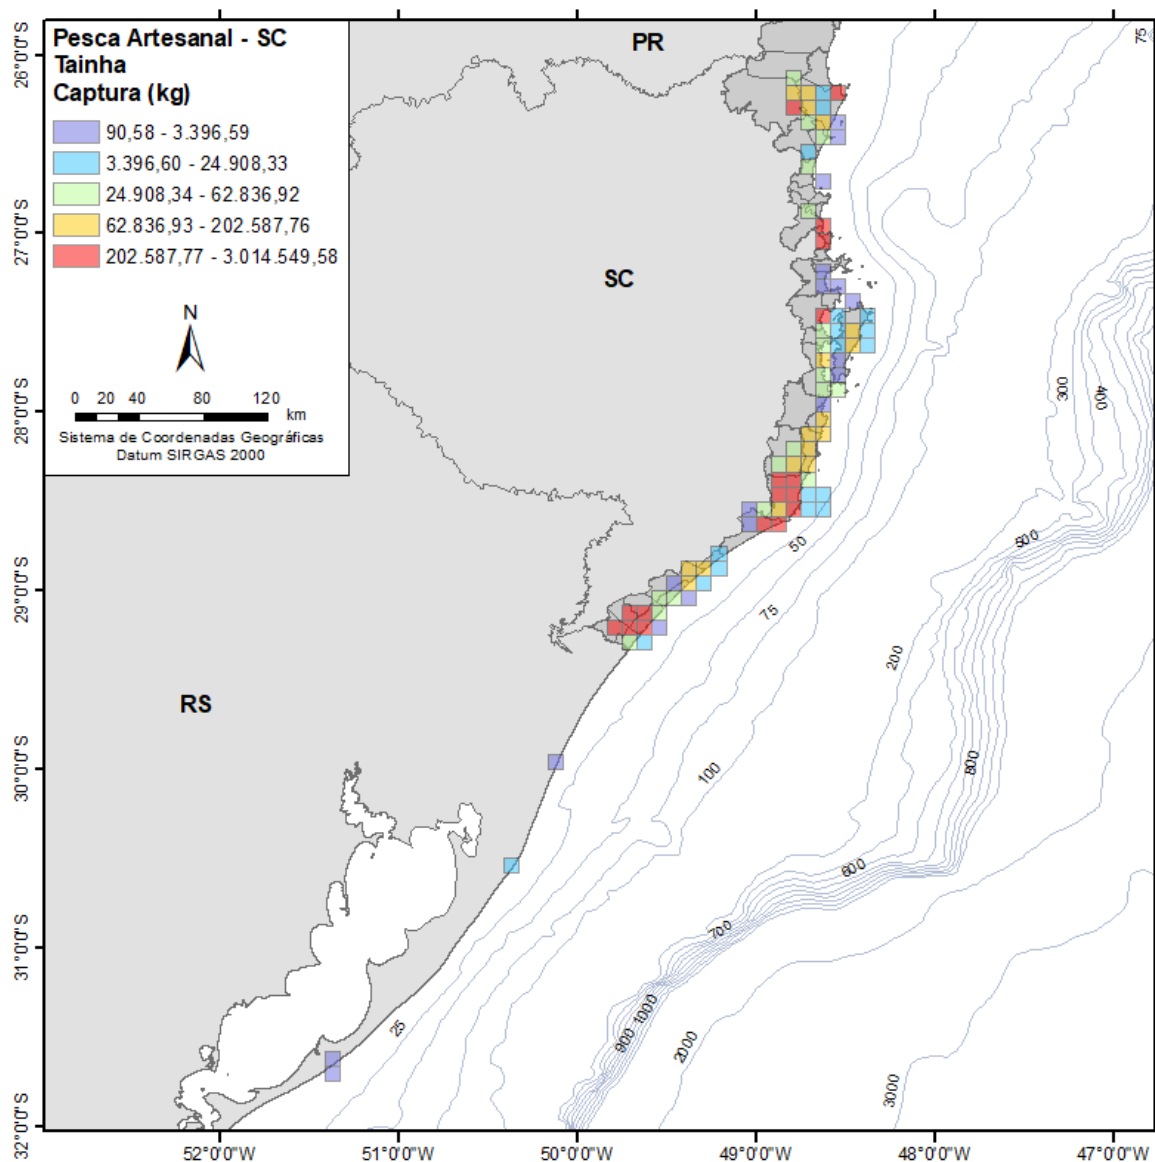 Pesca Artesanal - SC
Tainha
Captura (kg)
90,58 - 3.396,59
3.396,60 - 24.908,33
24.908,34 - 62.836,92
62.836,93 - 202.587,76
202.587,77 - 3.014.549,58
N
0 20 40 80 120 km
Sistema de Coordenadas Geográficas
Datum SIRGAS 2000
PR
SC
RS
75
300
400
50
500
75
200
100
800
600
700
25
1000
900
2000
3000
26°0'0"S
27°0'0"S
28°0'0"S
29°0'0"S
30°0'0"S
31°0'0"S
32°0'0"S
52°0'0"W
51°0'0"W
50°0'0"W
49°0'0"W
48°0'0"W
47°0'0"W